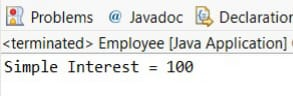 Problems @ Javadoc Declaration
<terminated> Employee [Java Application]
Simple Interest = 100